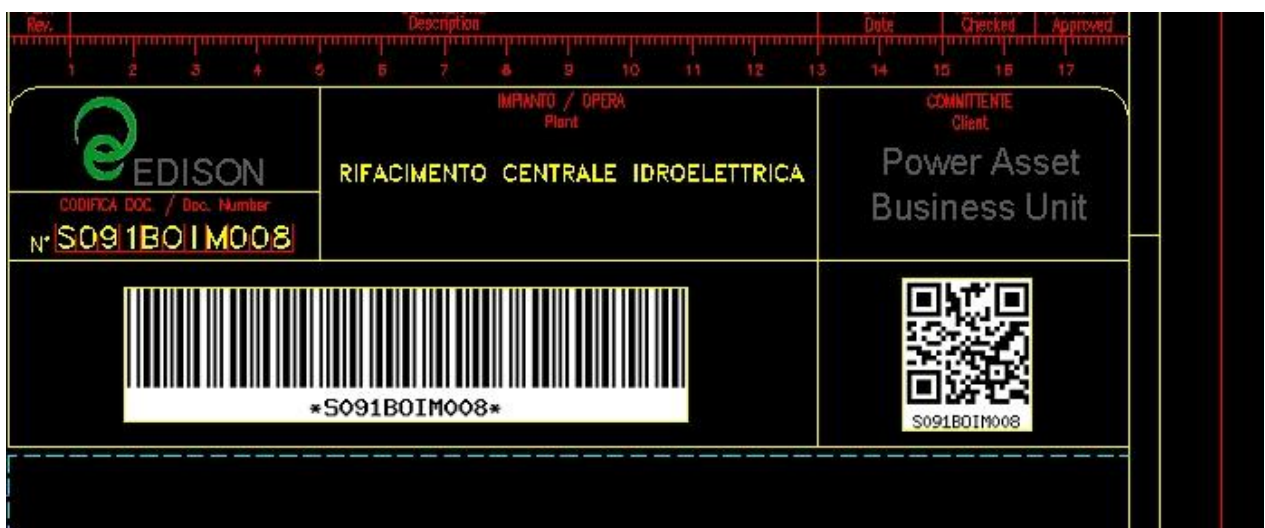 Rev.
Description
Date
Checked
Approved
1 2 3 4 5 6 7 8 9 10 11 12 13 14 15 16 17
EDISON
CODIFICA DOC. / Doc. Number
N° S091BOIM008
IMPIANTO / OPERA
Plant
RIFACIMENTO CENTRALE IDROELETTRICA
COMMITTENTE
Client
Power Asset
Business Unit
*S091BOIM008*
S091BOIM008